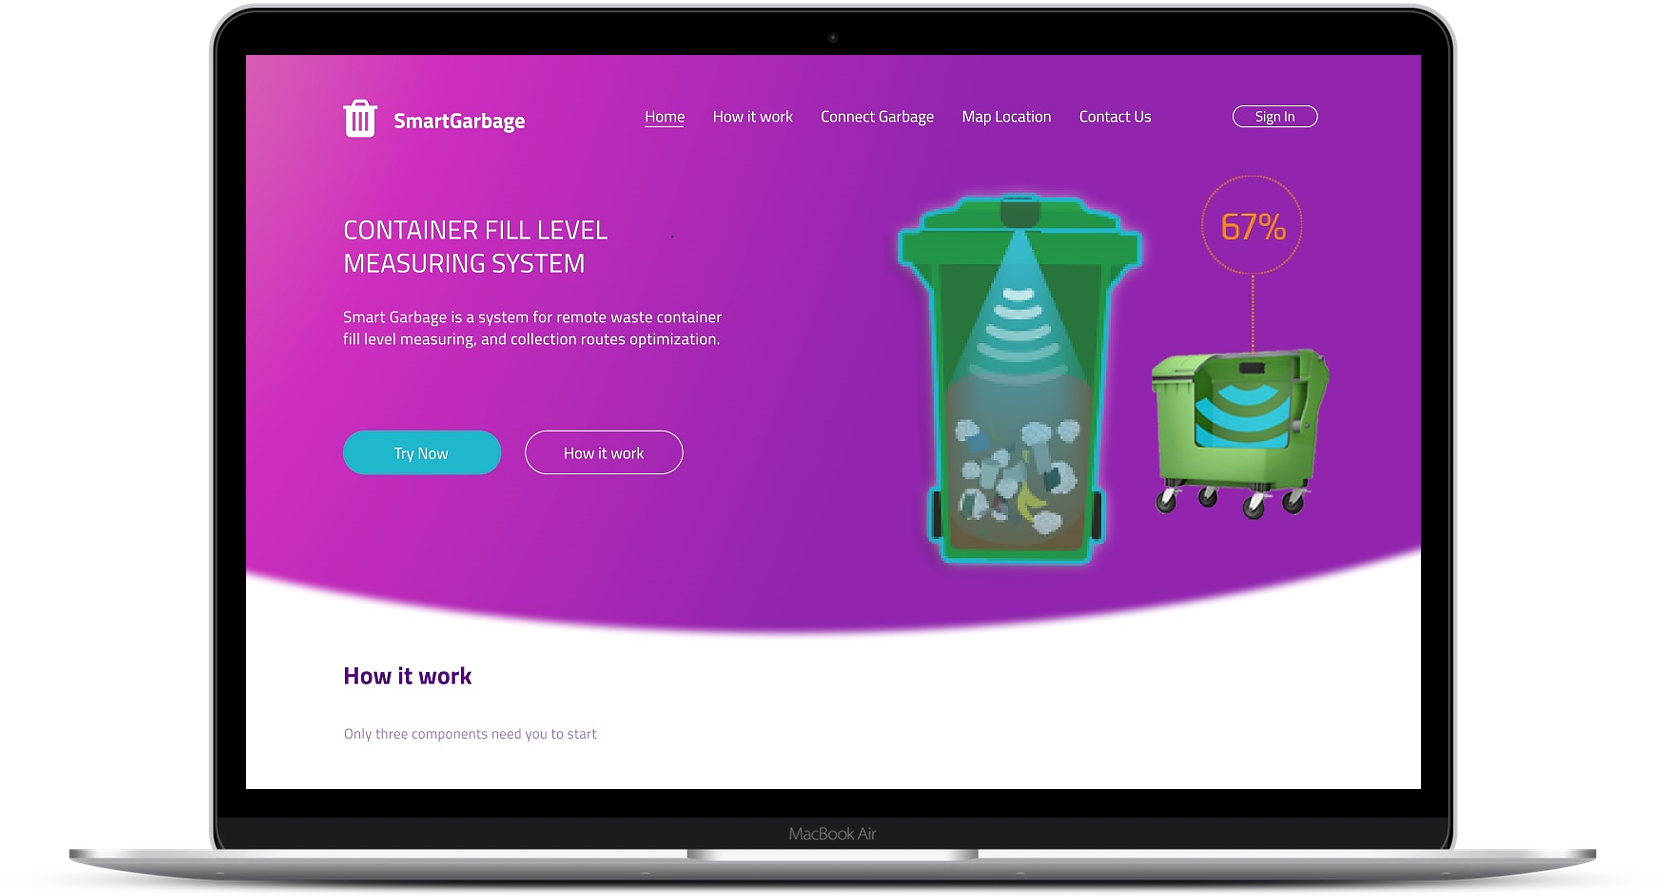 SmartGarbage
Home
How it work
Connect Garbage
Map Location
Contact Us
Sign In
CONTAINER FILL LEVEL
MEASURING SYSTEM
Smart Garbage is a system for remote waste container
fill level measuring, and collection routes optimization.
Try Now
How it work
67%
How it work
Only three components need you to start
MacBook Air